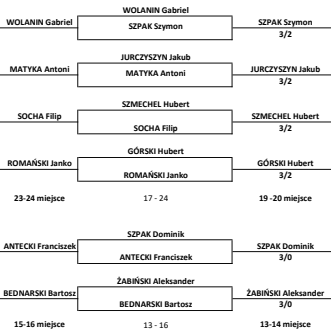 WOLANIN Gabriel
WOLANIN Gabriel SZPAK Szymon SZPAK Szymon
3/2
JURCZYSZYN Jakub
MATYKA Antoni MATYKA Antoni JURCZYSZYN Jakub
3/2
SZMECHEL Hubert
SOCHA Filip SZMECHEL Hubert
SOCHA Filip 3/2
GÓRSKI Hubert
ROMAŃSKI Janko GÓRSKI Hubert
ROMAŃSKI Janko 3/2
23-24 miejsce 17 - 24 19 -20 miejsce
SZPAK Dominik
ANTECKI Franciszek SZPAK Dominik
ANTECKI Franciszek 3/0
ŻABIŃSKI Aleksander
BEDNARSKI Bartosz ŻABIŃSKI Aleksander
BEDNARSKI Bartosz 3/0
15-16 miejsce 13 - 16 13-14 miejsce